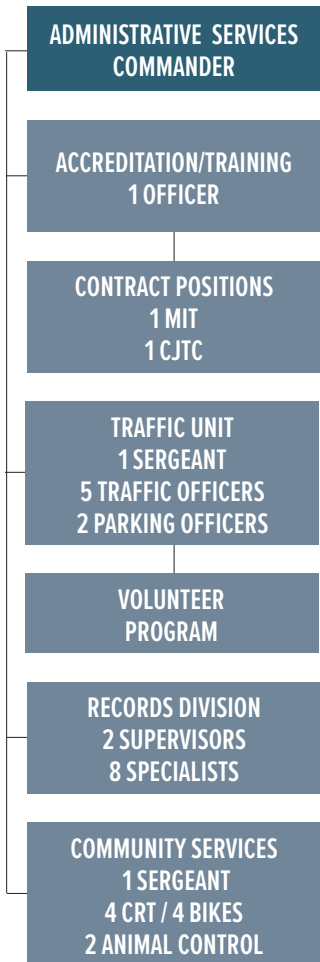 ADMINISTRATIVE SERVICES
COMMANDER
ACCREDITATION/TRAINING
1 OFFICER
CONTRACT POSITIONS
1 MIT
1 CJTC
TRAFFIC UNIT
1 SERGEANT
5 TRAFFIC OFFICERS
2 PARKING OFFICERS
VOLUNTEER
PROGRAM
RECORDS DIVISION
2 SUPERVISORS
8 SPECIALISTS
COMMUNITY SERVICES
1 SERGEANT
4 CRT / 4 BIKES
2 ANIMAL CONTROL